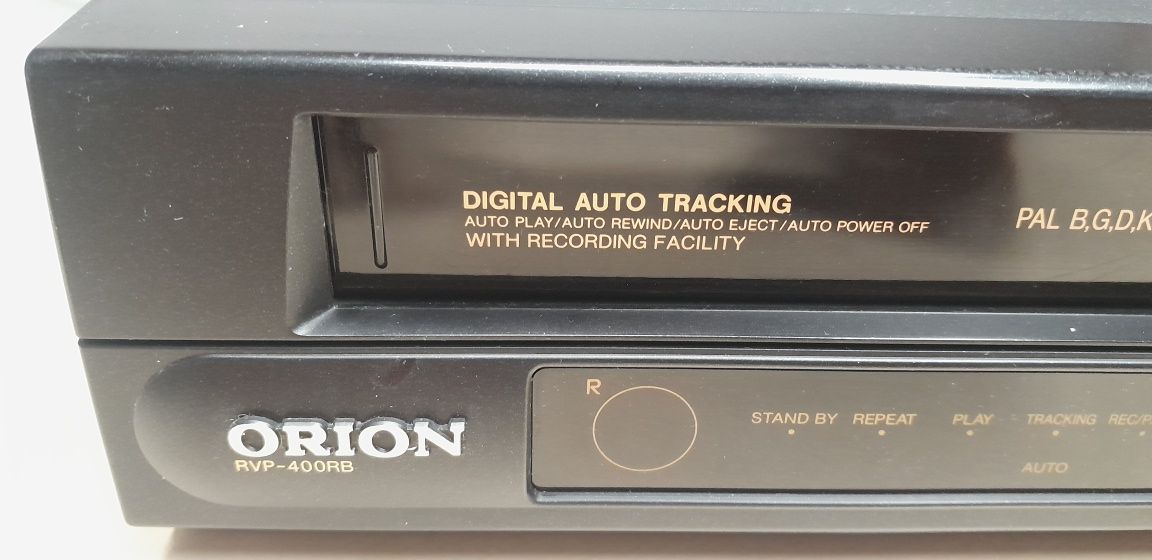 DIGITAL AUTO TRACKING
AUTO PLAY/AUTO REWIND/AUTO EJECT/AUTO POWER OFF
WITH RECORDING FACILITY
PAL B,G,D,K
R
STAND BY REPEAT PLAY TRACKING REC/P
AUTO
ORION
RVP-400RB